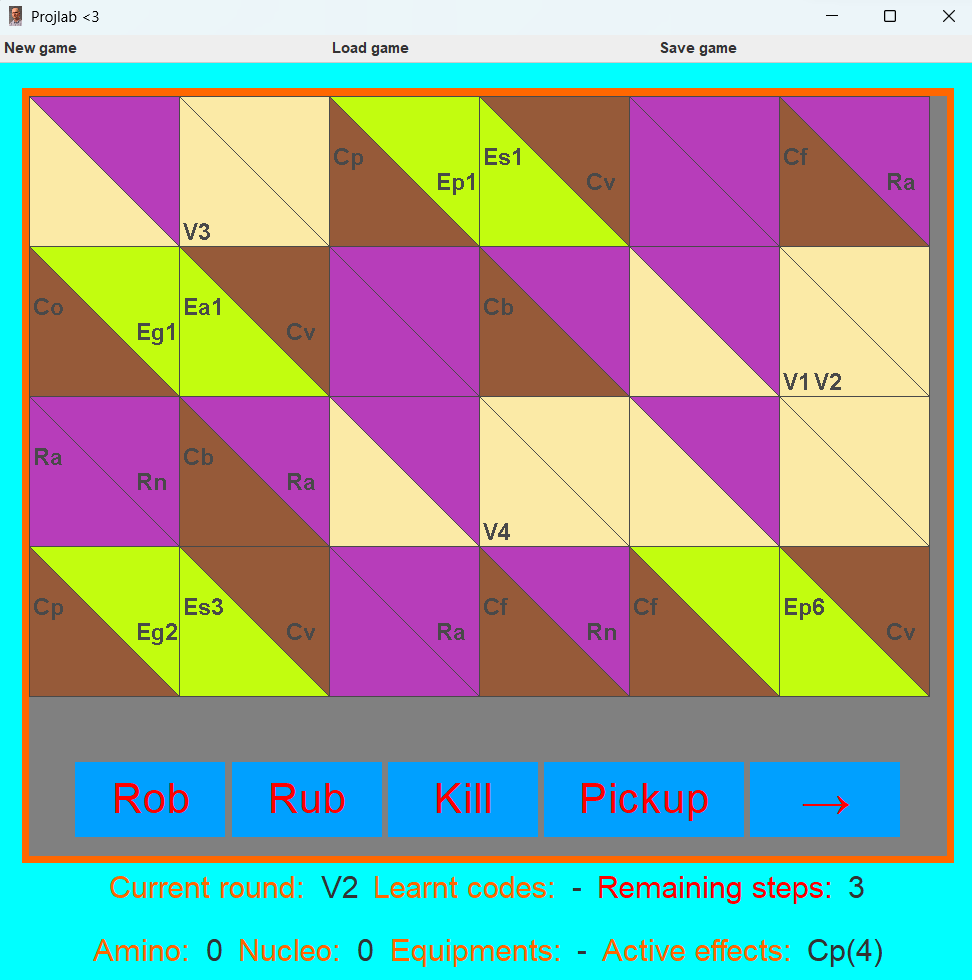 Projlab <3
New game Load game Save game
Cp Es1
Ep1 Cv Cf Ra
V3
Co Ea1 Cb
Eg1 Cv
V1 V2
Ra Cb
Rn Ra
V4
Cp Es3 Cf Cf Ep6
Eg2 Cv Ra Rn Cv
Rob Rub Kill Pickup →
Current round: V2 Learnt codes: - Remaining steps: 3
Amino: 0 Nucleo: 0 Equipments: - Active effects: Cp(4)